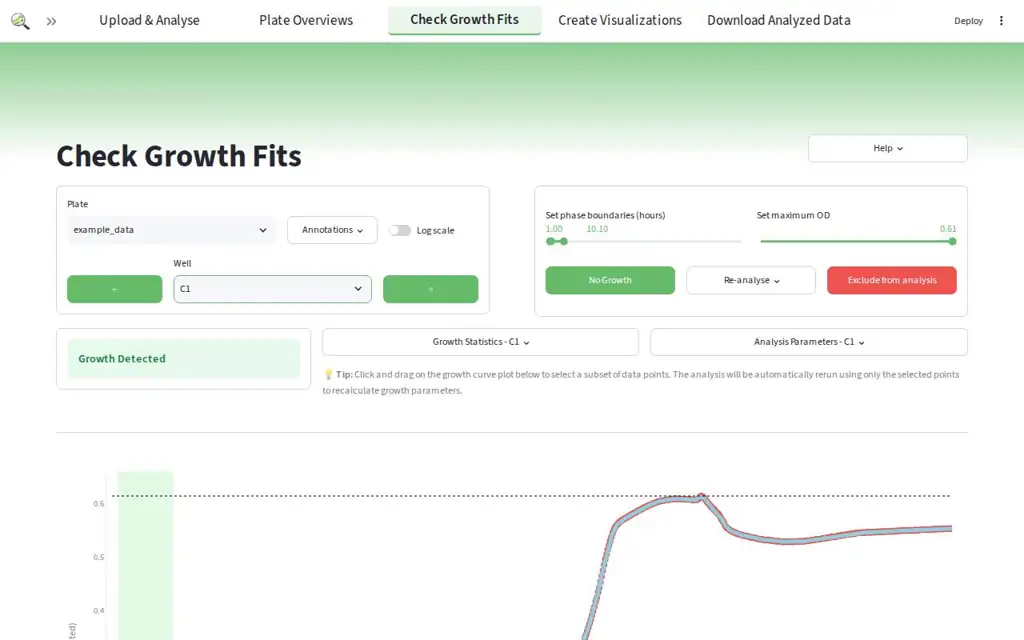 Upload & Analyse
Plate Overviews
Check Growth Fits
Create Visualizations
Download Analyzed Data
Deploy
Check Growth Fits
Help
Plate
example_data
Annotations
Log scale
Well
←
C1
→
Set phase boundaries (hours)
1.00 10.10
Set maximum OD
0.61
No Growth
Re-analyse
Exclude from analysis
Growth Detected
Growth Statistics - C1
Analysis Parameters - C1
💡 Tip: Click and drag on the growth curve plot below to select a subset of data points. The analysis will be automatically rerun using only the selected points
to recalculate growth parameters.
0.6
0.5
0.4